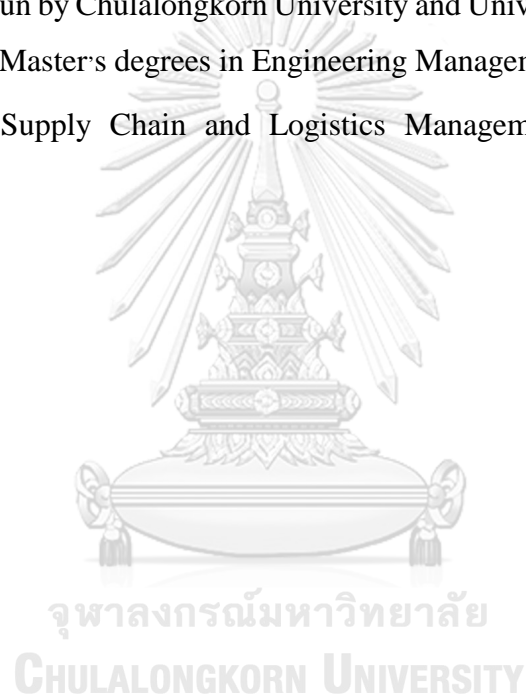 un by Chulalongkorn University and Univ
Master's degrees in Engineering Managem
Supply Chain and Logistics Managem
จุฬาลงกรณ์มหาวิทยาลัย
CHULALONGKORN UNIVERSITY